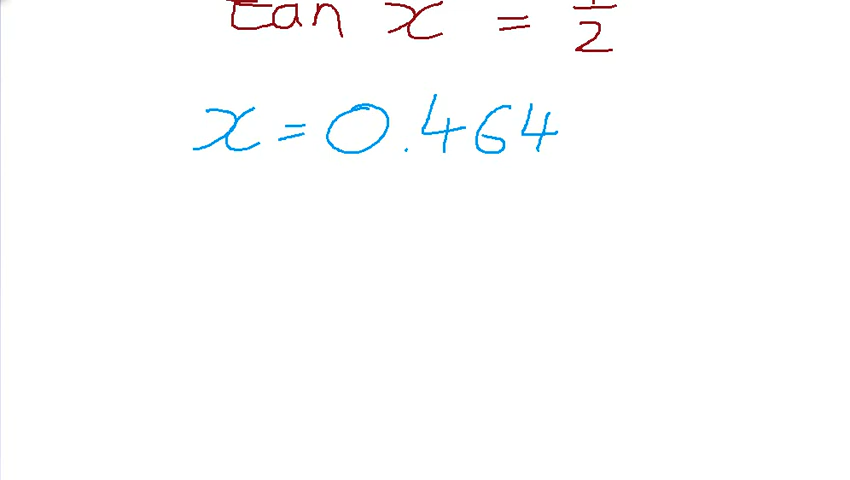 tan x = 1/2
x = 0.464